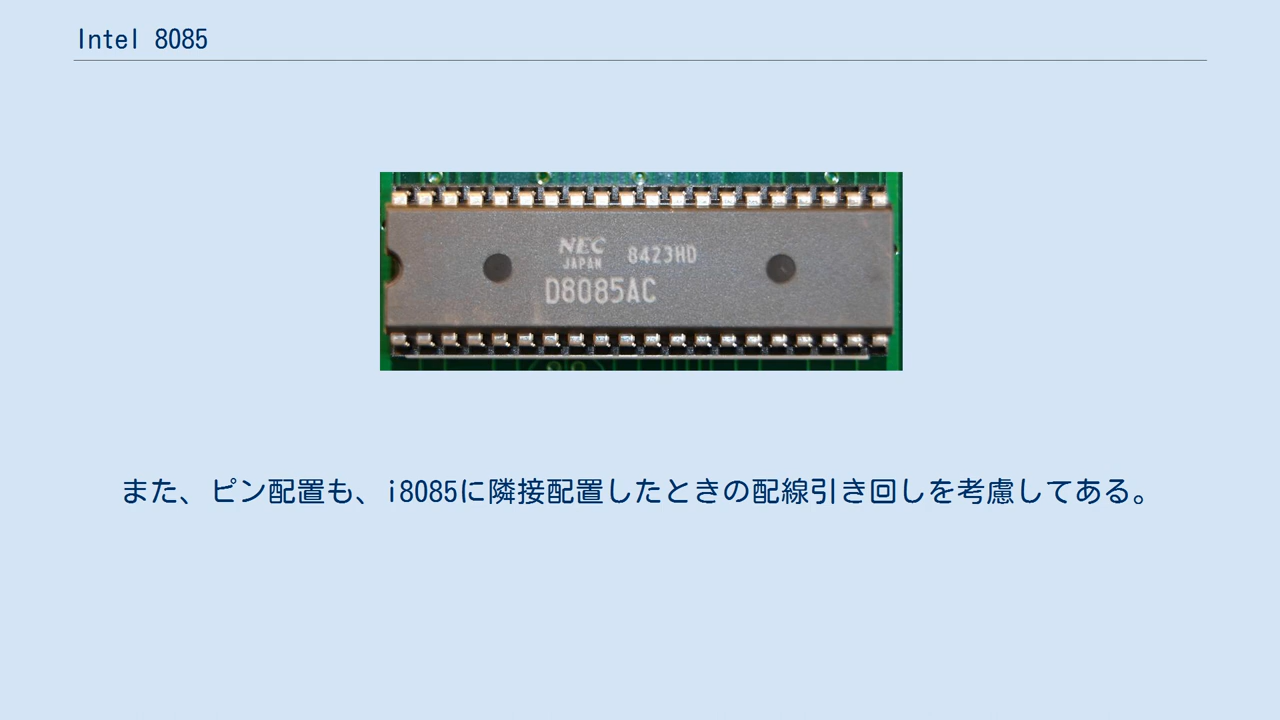 Intel 8085
NEC
JAPAN
8423HD
D8085AC
また、ピン配置も、i8085に隣接配置したときの配線引き回しを考慮してある。